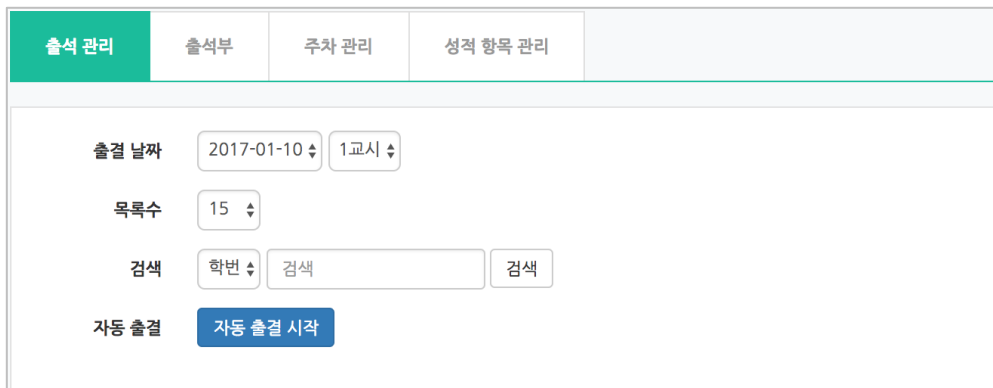 출석 관리 출석부 주차 관리 성적 항목 관리
출결 날짜 2017-01-10 1교시
목록수 15
검색 학번 검색 검색
자동 출결 자동 출결 시작